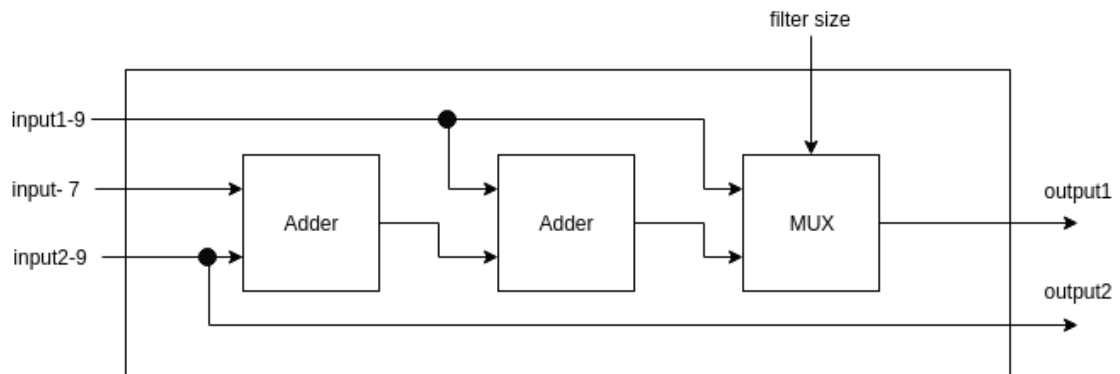 filter size
input1-9
input- 7
input2-9
Adder
Adder
MUX
output1
output2